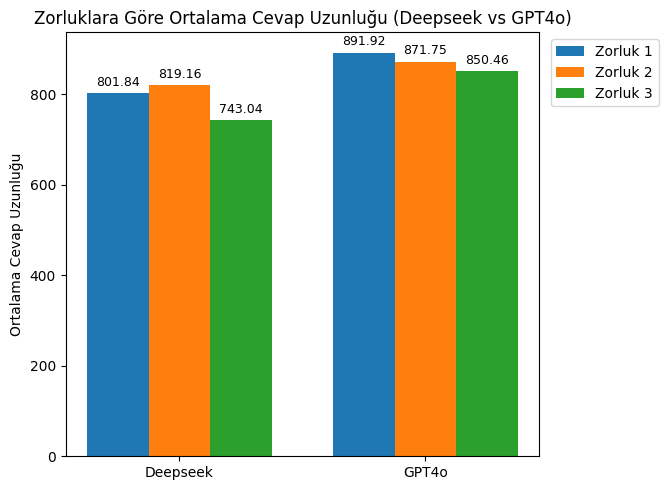 Zorluklara Göre Ortalama Cevap Uzunluğu (Deepseek vs GPT4o)
Ortalama Cevap Uzunluğu
800
600
400
200
0
801.84
819.16
743.04
891.92
871.75
850.46
Deepseek
GPT4o
Zorluk 1
Zorluk 2
Zorluk 3